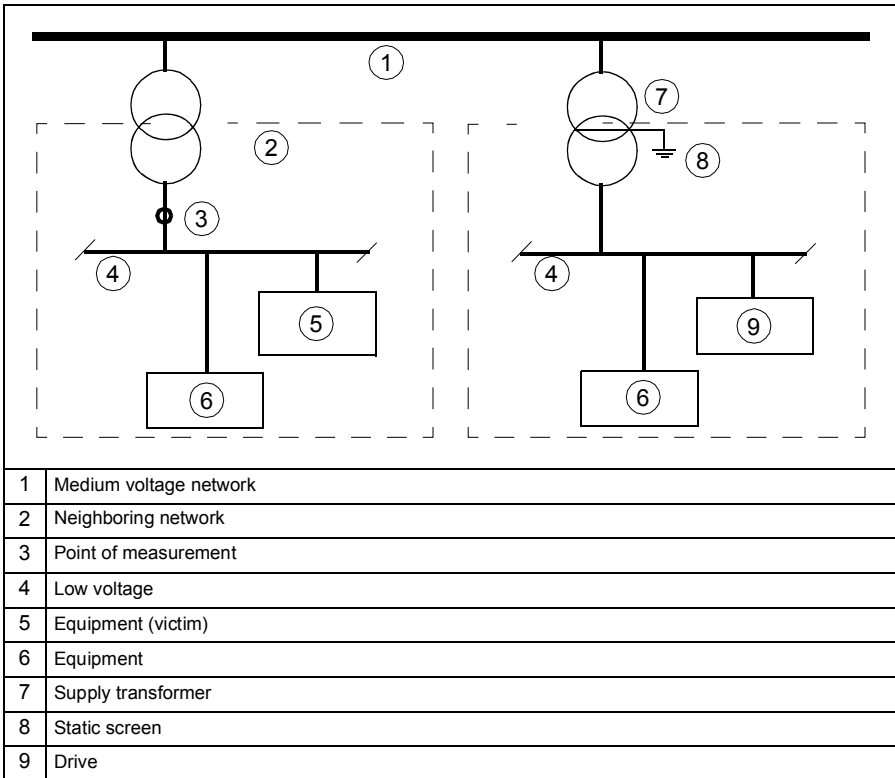 1
7
2
8
3
4
4
5
9
6
6
1 Medium voltage network
2 Neighboring network
3 Point of measurement
4 Low voltage
5 Equipment (victim)
6 Equipment
7 Supply transformer
8 Static screen
9 Drive